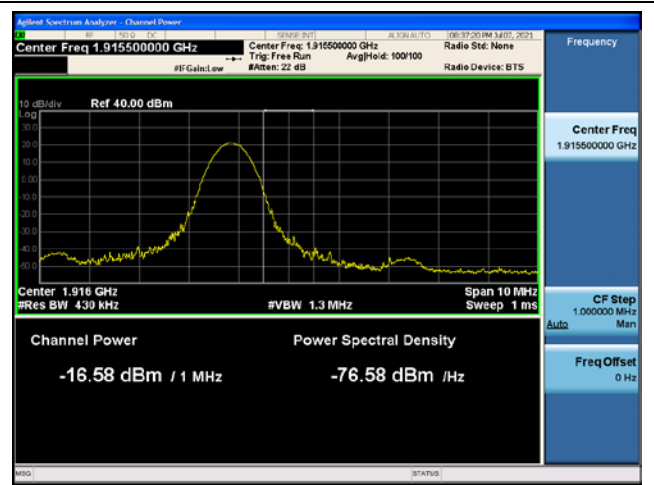 Agilent Spectrum Analyzer - Channel Power
RF 50 Ω DC SENSE:INT ALIGN AUTO 08:37:20 PM Jul 07, 2021
Center Freq 1.915500000 GHz
Center Freq: 1.915500000 GHz
Radio Std: None
Trig: Free Run Avg|Hold: 100/100
#IFGain:Low
#Atten: 22 dB
Radio Device: BTS
Frequency
10 dB/div Ref 40.00 dBm
Log
30.0
20.0
10.0
0.00
-10.0
-20.0
-30.0
-40.0
-50.0
Center 1.916 GHz
Span 10 MHz
#Res BW 430 kHz
#VBW 1.3 MHz
Sweep 1 ms
Channel Power
Power Spectral Density
-16.58 dBm / 1 MHz
-76.58 dBm /Hz
Center Freq
1.915500000 GHz
CF Step
1.000000 MHz
Auto Man
Freq Offset
0 Hz
MSG
STATUS